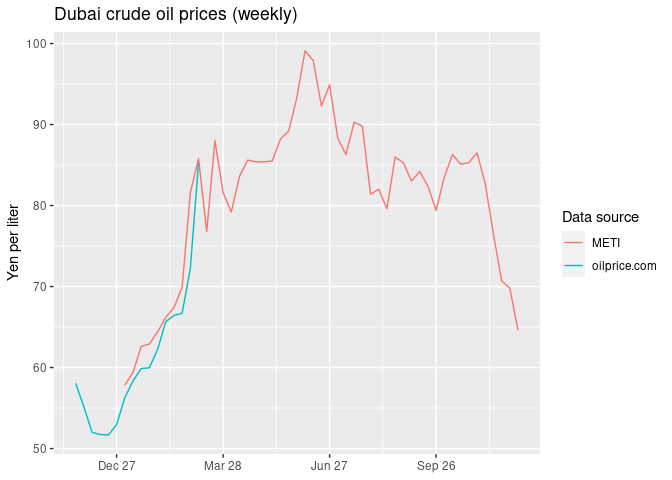 Dubai crude oil prices (weekly)
100
90
80
70
60
50
Yen per liter
Dec 27
Mar 28
Jun 27
Sep 26
Data source
METI
oilprice.com